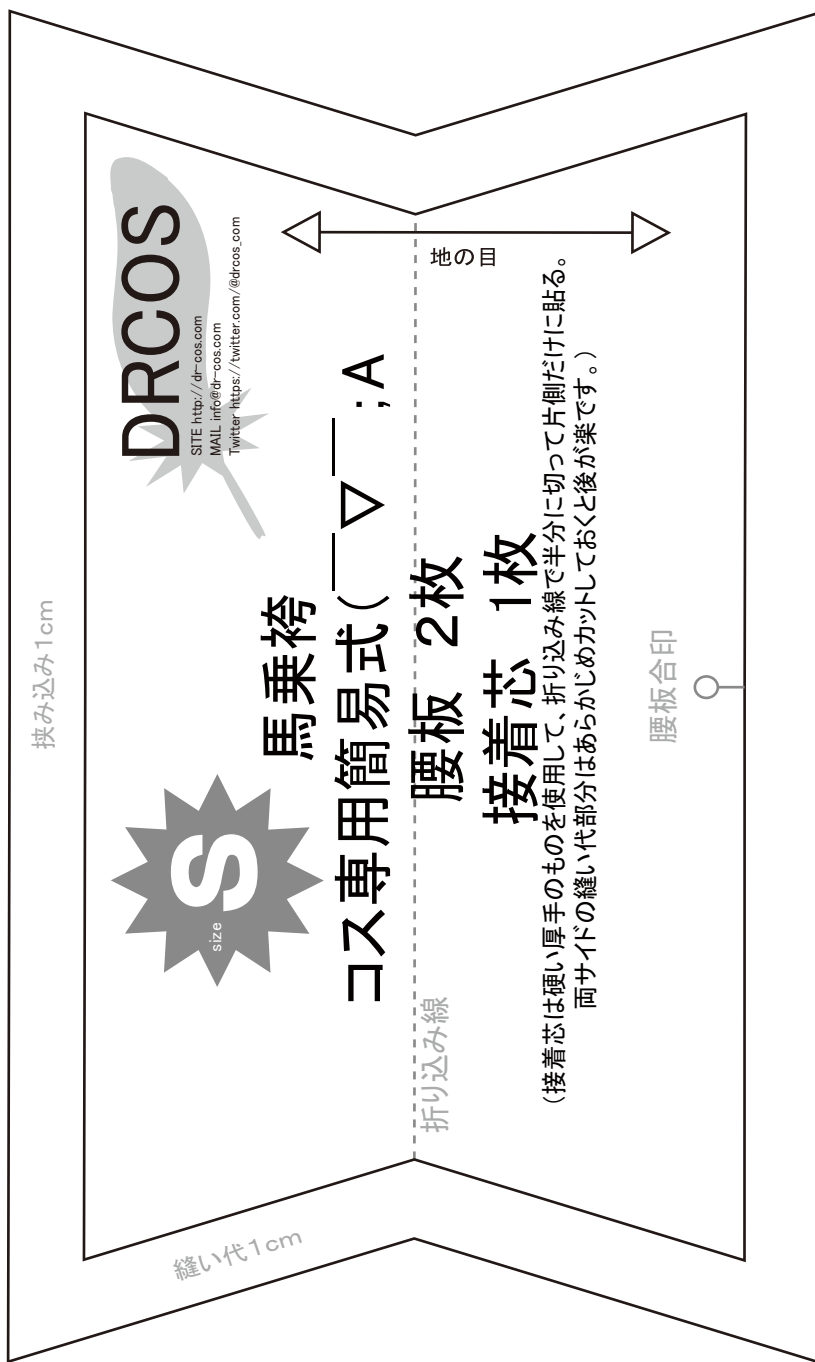 DRCOS
SITE http://dr-cos.com
MAIL info@dr-cos.com
Twitter https://twitter.com/@drcos_com
地の目
size
S
馬乗袴
コス専用簡易式(￣▽￣;A
腰板 2枚
接着芯 1枚
(接着芯は硬い厚手のものを使用して、折り込み線で半分に切って片側だけに貼る。
両サイドの縫い代部分はあらかじめカットしておくと後が楽です。)
挟み込み1cm
折り込み線
腰板合印
縫い代1cm